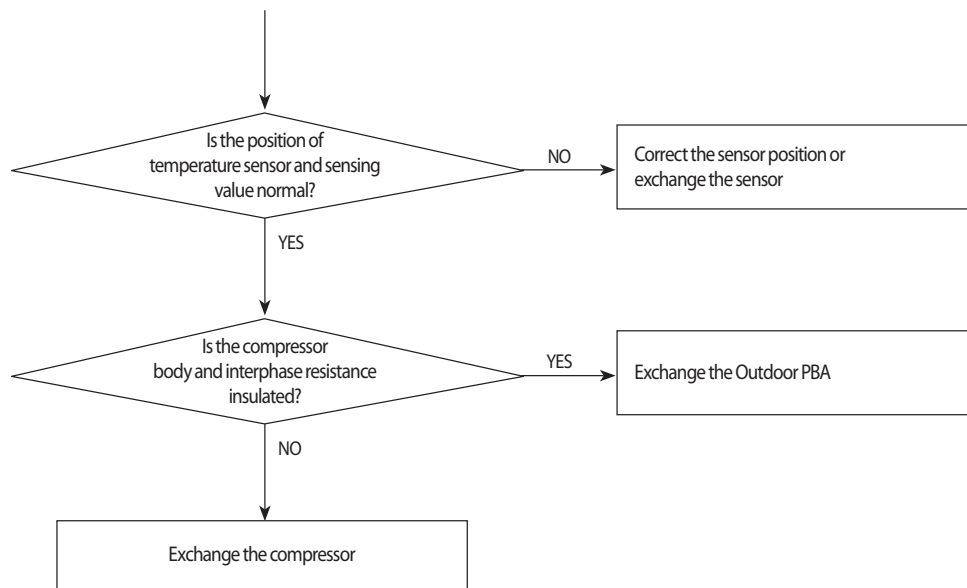 Is the position of
temperature sensor and sensing
value normal?
NO
Correct the sensor position or
exchange the sensor
YES
Is the compressor
body and interphase resistance
insulated?
YES
Exchange the Outdoor PBA
NO
Exchange the compressor